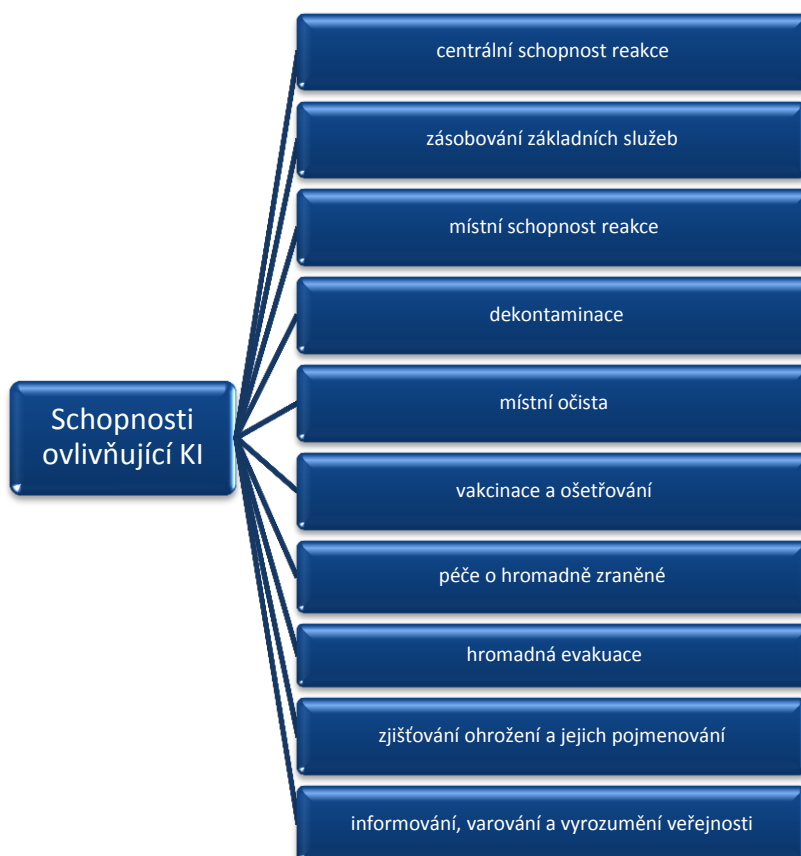 centrální schopnost reakce
zásobování základních služeb
místní schopnost reakce
dekontaminace
Schopnosti
ovlivňující KI
místní očista
vakcinace a ošetřování
péče o hromadně zraněné
hromadná evakuace
zjišťování ohrožení a jejich pojmenování
informování, varování a vyrozumění veřejnosti